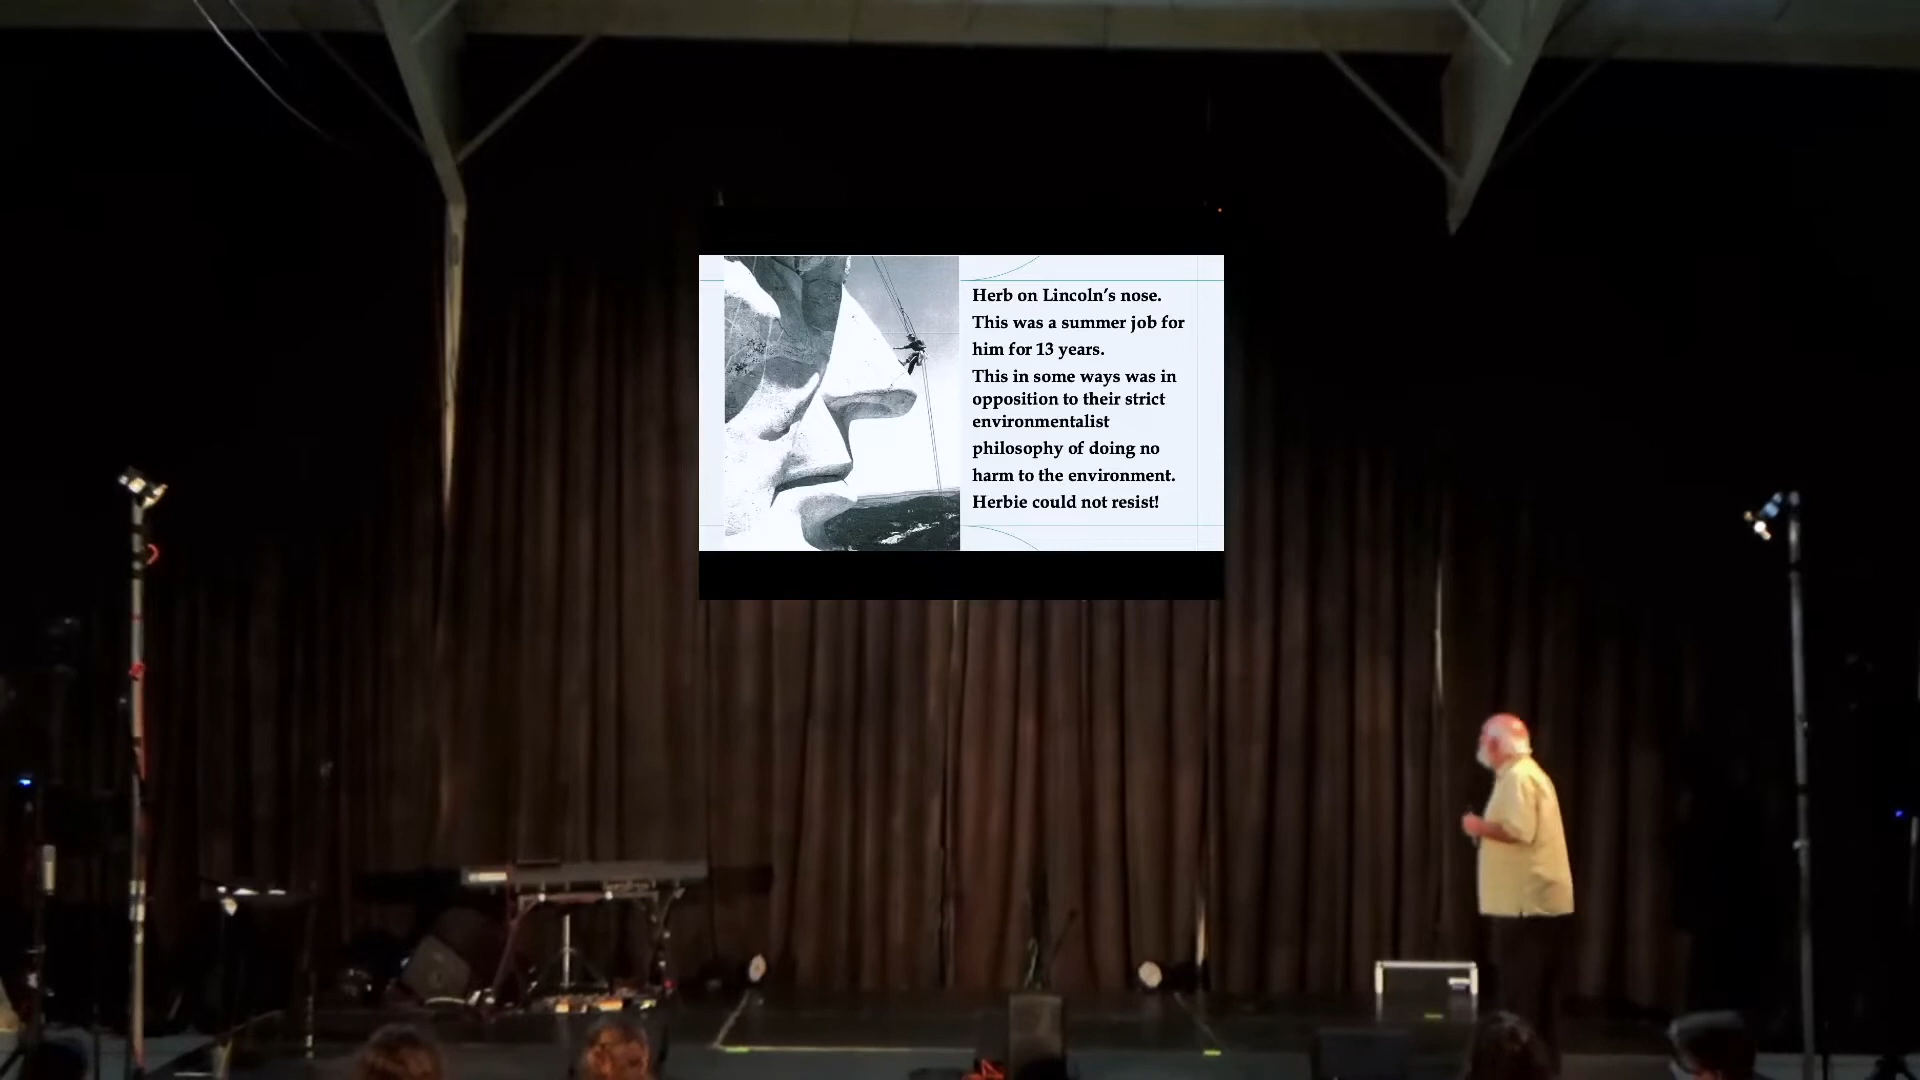 Herb on Lincoln's nose.
This was a summer job for
him for 13 years.
This in some ways was in
opposition to their strict
environmentalist
philosophy of doing no
harm to the environment.
Herbie could not resist!